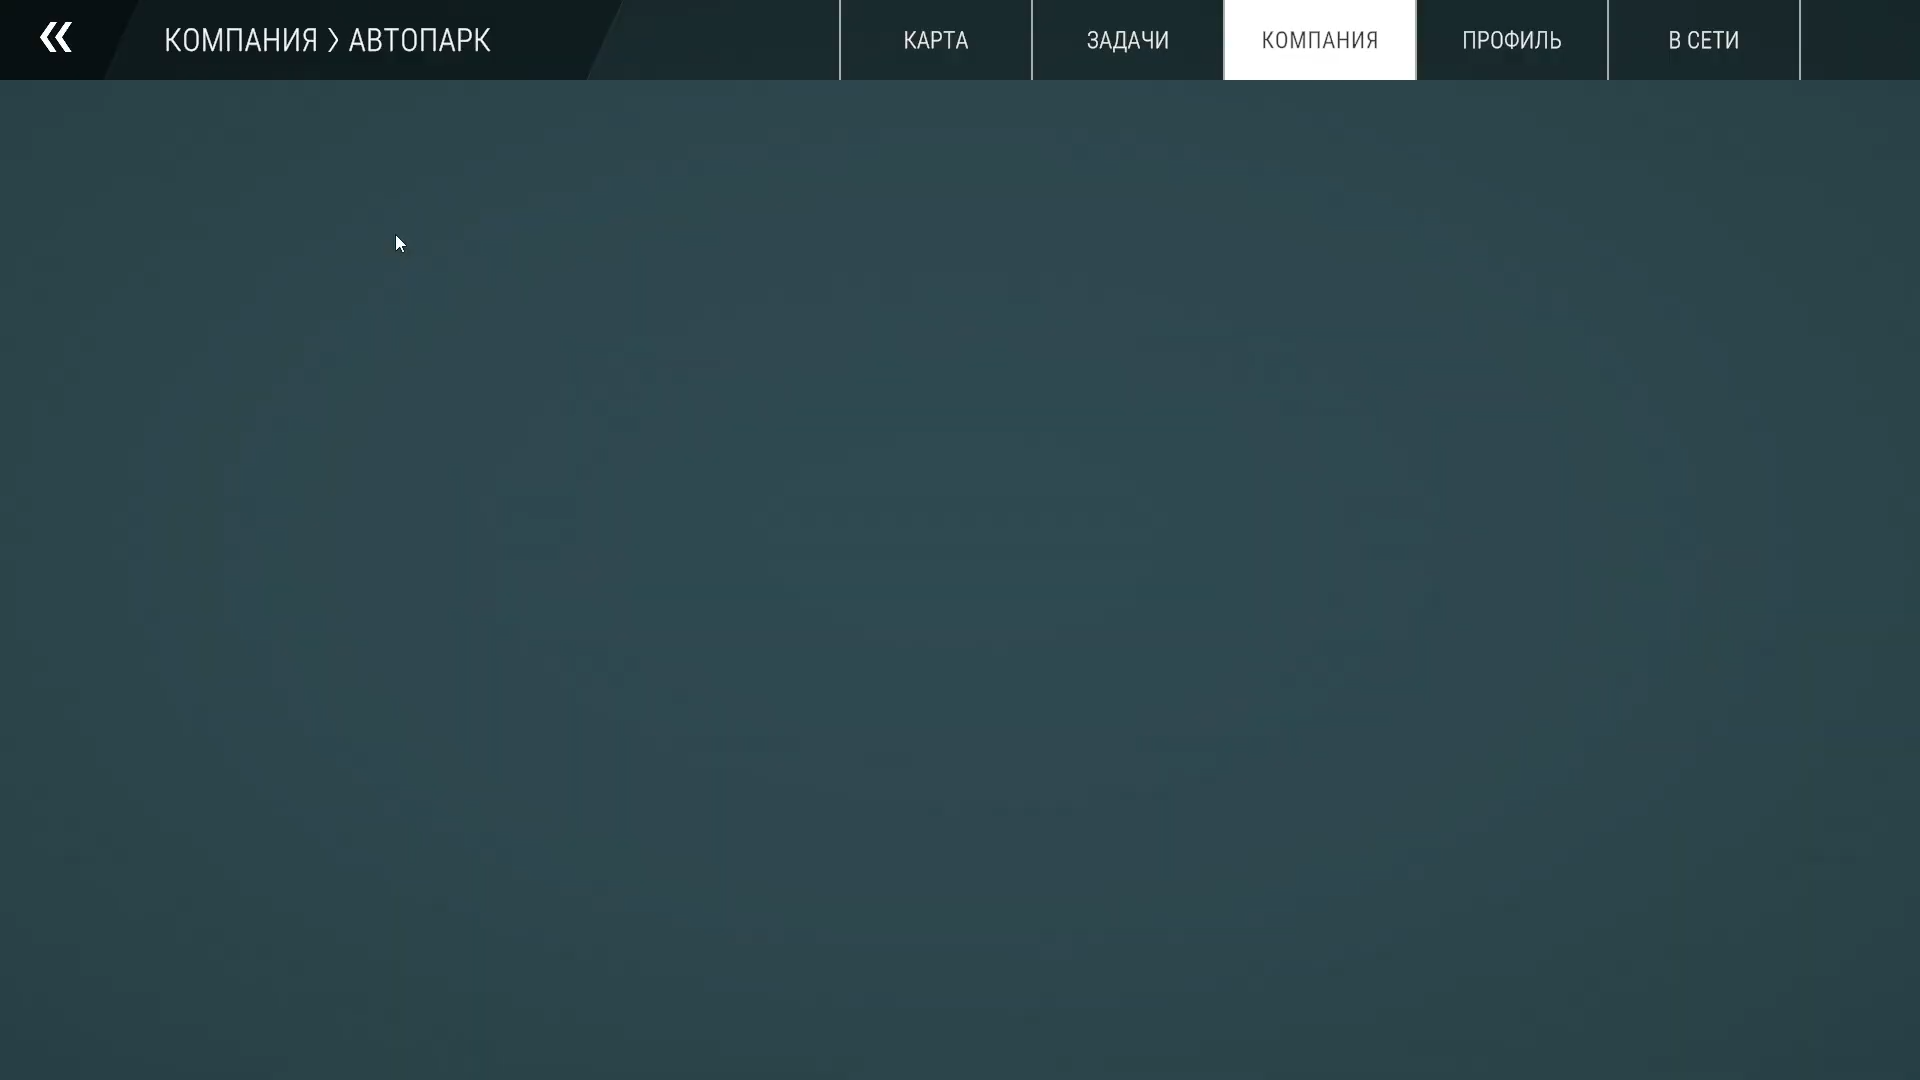 КОМПАНИЯ > АВТОПАРК
КАРТА
ЗАДАЧИ
КОМПАНИЯ
ПРОФИЛЬ
В СЕТИ